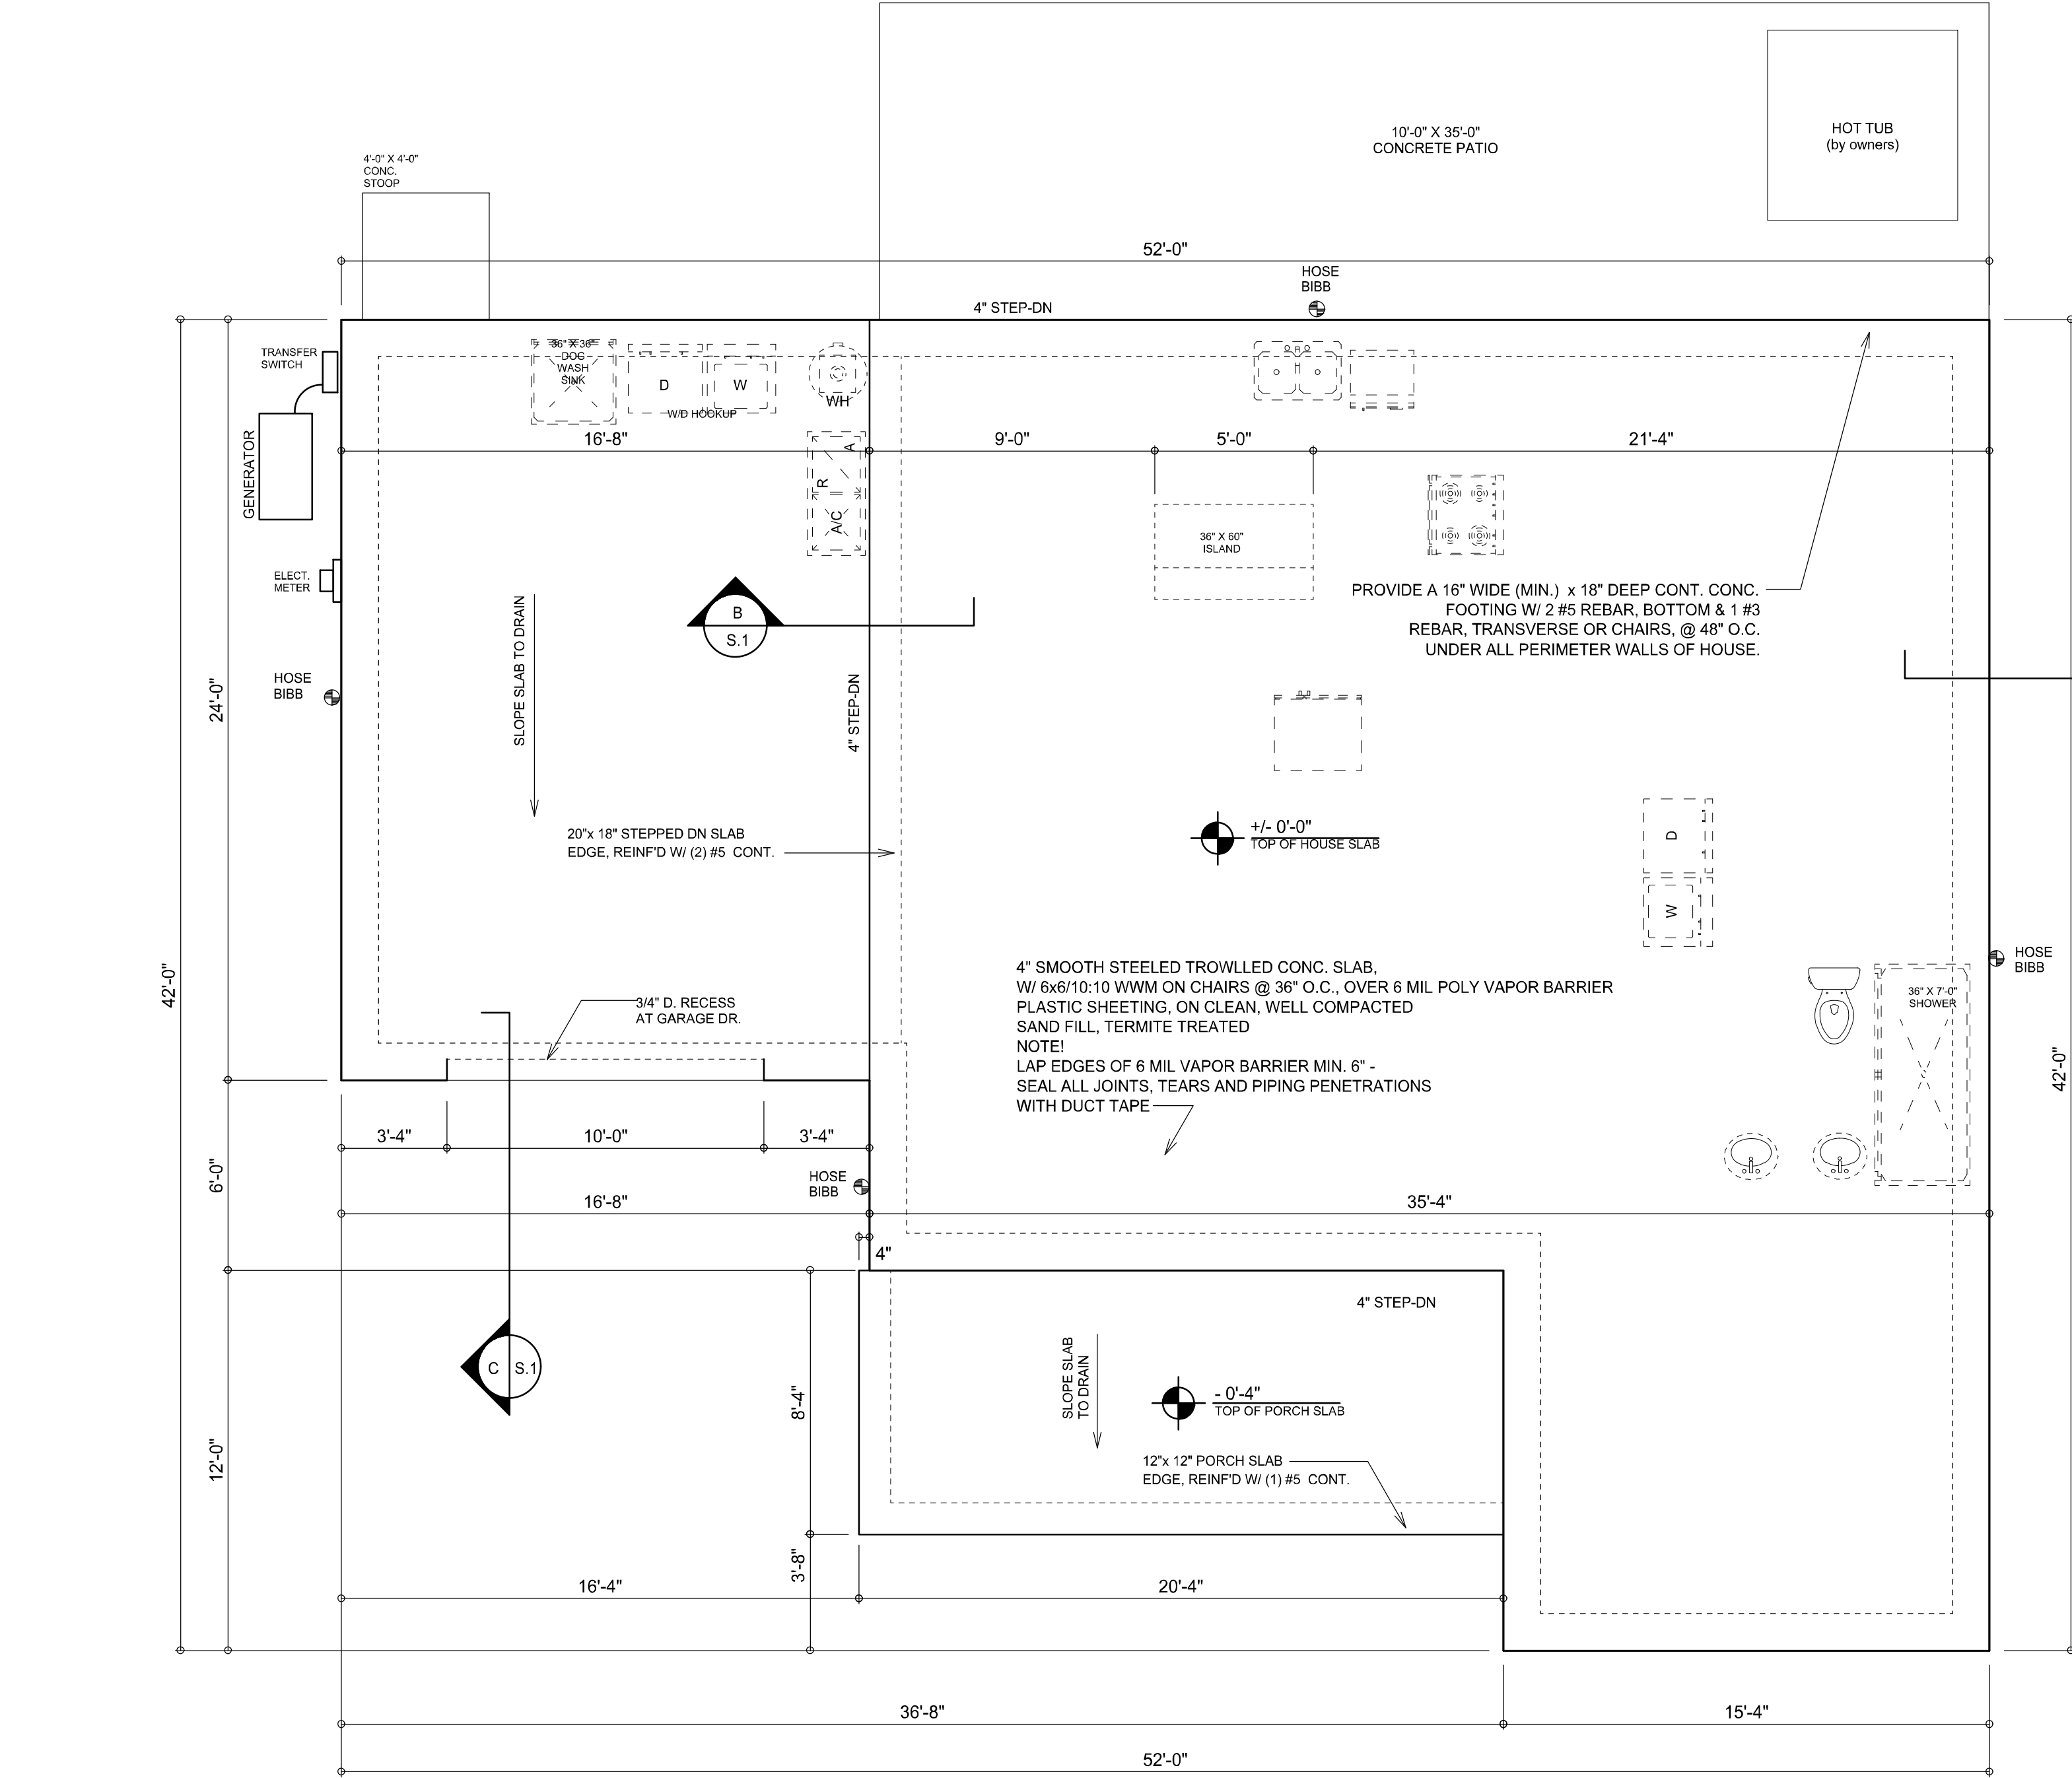 10'-0" X 35'-0"
CONCRETE PATIO
HOT TUB
(by owners)
4'-0" X 4'-0"
CONC.
STOOP
52'-0"
HOSE
BIBB
4" STEP-DN
TRANSFER
SWITCH
36" X 36"
DOG
WASH
SINK
D
W
W/D HOOKUP
WH
16'-8"
9'-0"
5'-0"
21'-4"
GENERATOR
A
R
A/C
36" X 60"
ISLAND
ELECT.
METER
B
S.1
PROVIDE A 16" WIDE (MIN.)  x 18" DEEP CONT. CONC.
FOOTING W/ 2 #5 REBAR, BOTTOM & 1 #3
REBAR, TRANSVERSE OR CHAIRS, @ 48" O.C.
UNDER ALL PERIMETER WALLS OF HOUSE.
SLOPE SLAB TO DRAIN
HOSE
BIBB
24'-0"
4" STEP-DN
20"x 18" STEPPED DN SLAB
EDGE, REINF'D W/ (2) #5  CONT.
+/- 0'-0"
TOP OF HOUSE SLAB
D
W
42'-0"
3/4" D. RECESS
AT GARAGE DR.
4" SMOOTH STEELED TROWLLED CONC. SLAB,
W/ 6x6/10:10 WWM ON CHAIRS @ 36" O.C., OVER 6 MIL POLY VAPOR BARRIER
PLASTIC SHEETING, ON CLEAN, WELL COMPACTED
SAND FILL, TERMITE TREATED
NOTE!
LAP EDGES OF 6 MIL VAPOR BARRIER MIN. 6" -
SEAL ALL JOINTS, TEARS AND PIPING PENETRATIONS
WITH DUCT TAPE
36" X 7'-0"
SHOWER
HOSE
BIBB
42'-0"
3'-4"
10'-0"
3'-4"
6'-0"
HOSE
BIBB
16'-8"
35'-4"
4"
4" STEP-DN
C
S.1
8'-4"
SLOPE SLAB
TO DRAIN
- 0'-4"
TOP OF PORCH SLAB
12'-0"
12"x 12" PORCH SLAB
EDGE, REINF'D W/ (1) #5  CONT.
3'-8"
16'-4"
20'-4"
36'-8"
15'-4"
52'-0"